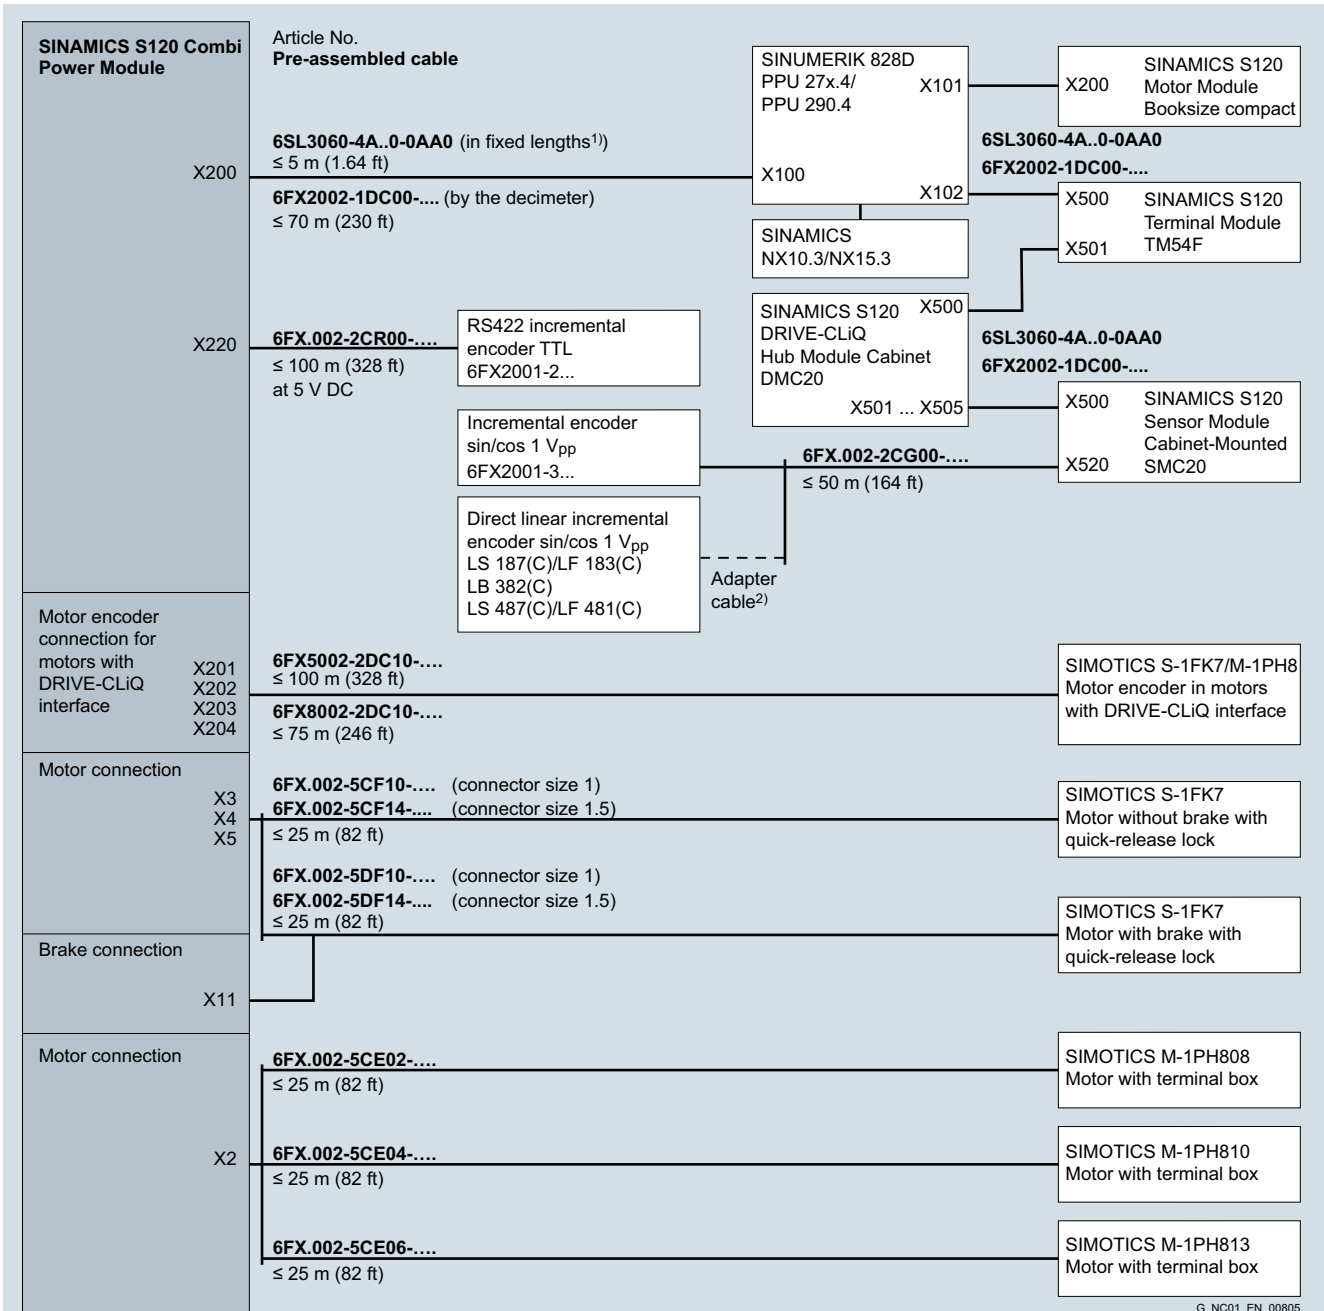 SINAMICS S120 Combi
Power Module
Article No.
Pre-assembled cable
X200
6SL3060-4A..0-0AA0 (in fixed lengths1))
≤ 5 m (1.64 ft)
6FX2002-1DC00-.... (by the decimeter)
≤ 70 m (230 ft)
SINUMERIK 828D
PPU 27x.4/
PPU 290.4
X101
X100
X102
SINAMICS
NX10.3/NX15.3
X200
SINAMICS S120
Motor Module
Booksize compact
6SL3060-4A..0-0AA0
6FX2002-1DC00-....
X500
X501
SINAMICS S120
Terminal Module
TM54F
X220
6FX.002-2CR00-....
≤ 100 m (328 ft)
at 5 V DC
RS422 incremental
encoder TTL
6FX2001-2...
SINAMICS S120
DRIVE-CLiQ
Hub Module Cabinet
DMC20
X500
X501 ... X505
6SL3060-4A..0-0AA0
6FX2002-1DC00-....
X500
X520
SINAMICS S120
Sensor Module
Cabinet-Mounted
SMC20
Incremental encoder
sin/cos 1 Vpp
6FX2001-3...
6FX.002-2CG00-....
≤ 50 m (164 ft)
Direct linear incremental
encoder sin/cos 1 Vpp
LS 187(C)/LF 183(C)
LB 382(C)
LS 487(C)/LF 481(C)
Adapter
cable2)
Motor encoder
connection for
motors with
DRIVE-CLiQ
interface
X201
X202
X203
X204
6FX5002-2DC10-....
≤ 100 m (328 ft)
6FX8002-2DC10-....
≤ 75 m (246 ft)
SIMOTICS S-1FK7/M-1PH8
Motor encoder in motors
with DRIVE-CLiQ interface
Motor connection
X3
X4
X5
6FX.002-5CF10-.... (connector size 1)
6FX.002-5CF14-.... (connector size 1.5)
≤ 25 m (82 ft)
SIMOTICS S-1FK7
Motor without brake with
quick-release lock
6FX.002-5DF10-.... (connector size 1)
6FX.002-5DF14-.... (connector size 1.5)
≤ 25 m (82 ft)
SIMOTICS S-1FK7
Motor with brake with
quick-release lock
Brake connection
X11
Motor connection
X2
6FX.002-5CE02-....
≤ 25 m (82 ft)
SIMOTICS M-1PH808
Motor with terminal box
6FX.002-5CE04-....
≤ 25 m (82 ft)
SIMOTICS M-1PH810
Motor with terminal box
6FX.002-5CE06-....
≤ 25 m (82 ft)
SIMOTICS M-1PH813
Motor with terminal box
G_NC01_EN_00805